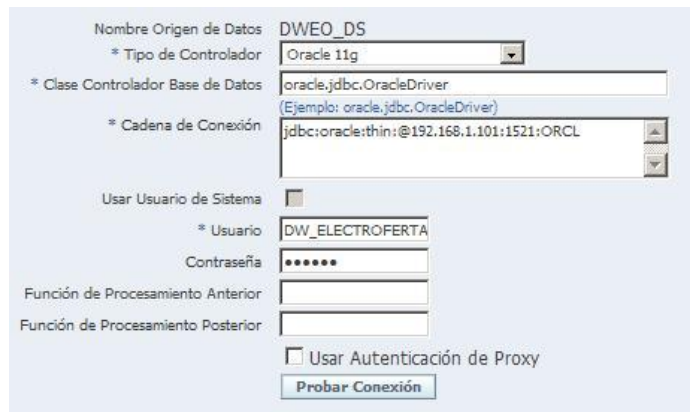 Nombre Origen de Datos DWEO_DS
* Tipo de Controlador Oracle 11g
* Clase Controlador Base de Datos oracle.jdbc.OracleDriver
(Ejemplo: oracle.jdbc.OracleDriver)
* Cadena de Conexión jdbc:oracle:thin:@192.168.1.101:1521:ORCL
Usar Usuario de Sistema
* Usuario DW_ELECTROFERTA
Contraseña ●●●●●●
Función de Procesamiento Anterior
Función de Procesamiento Posterior
Usar Autenticación de Proxy
Probar Conexión